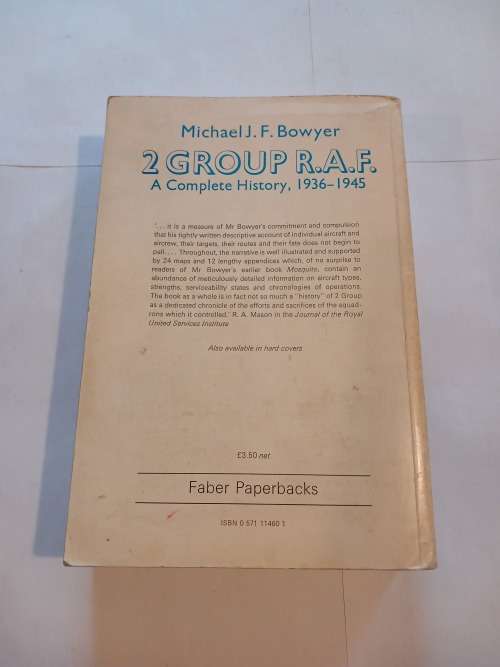 Michael J. F. Bowyer
2 GROUP R.A.F.
A Complete History, 1936–1945
'. . . it is a measure of Mr Bowyer's commitment and compulsion
that his tightly written descriptive account of individual aircraft and
aircrew, their targets, their routes and their fate does not begin to
pall. . . . Throughout, the narrative is well illustrated and supported
by 24 maps and 12 lengthy appendices which, of no surprise to
readers of Mr Bowyer's earlier book Mosquito, contain an
abundance of meticulously detailed information on aircraft types,
strengths, serviceability states and chronologies of operations.
The book as a whole is in fact not so much a "history" of 2 Group
as a dedicated chronicle of the efforts and sacrifices of the squad-
rons which it controlled.' R. A. Mason in the Journal of the Royal
United Services Institute
Also available in hard covers
£3.50 net
Faber Paperbacks
ISBN 0 571 11460 1